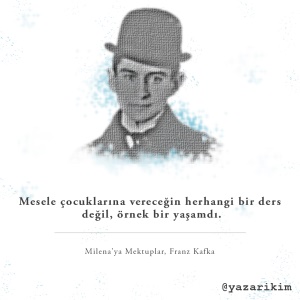 Mesele çocuklarına vereceğin herhangi bir ders
değil, örnek bir yaşamdı.
Milena'ya Mektuplar, Franz Kafka
@yazarikim